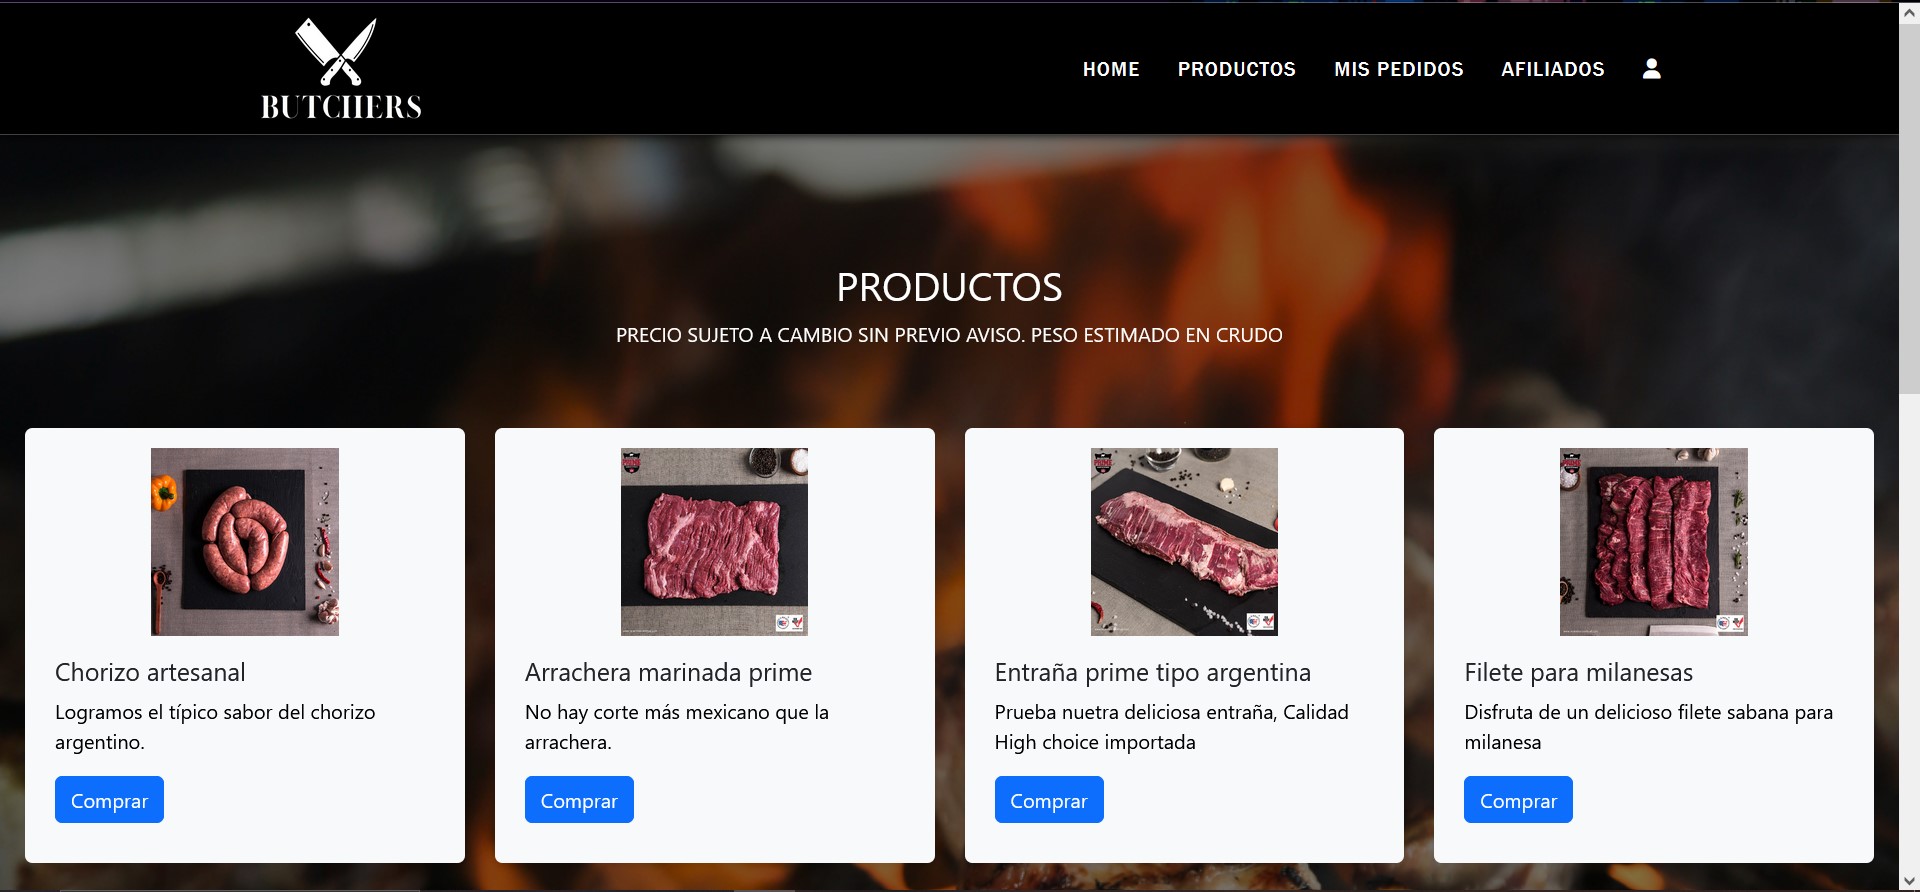 BUTCHERS
HOME PRODUCTOS MIS PEDIDOS AFILIADOS
PRODUCTOS
PRECIO SUJETO A CAMBIO SIN PREVIO AVISO. PESO ESTIMADO EN CRUDO
Chorizo artesanal
Logramos el típico sabor del chorizo
argentino.
Comprar
Arrachera marinada prime
No hay corte más mexicano que la
arrachera.
Comprar
Entraña prime tipo argentina
Prueba nuetra deliciosa entraña, Calidad
High choice importada
Comprar
Filete para milanesas
Disfruta de un delicioso filete sabana para
milanesa
Comprar